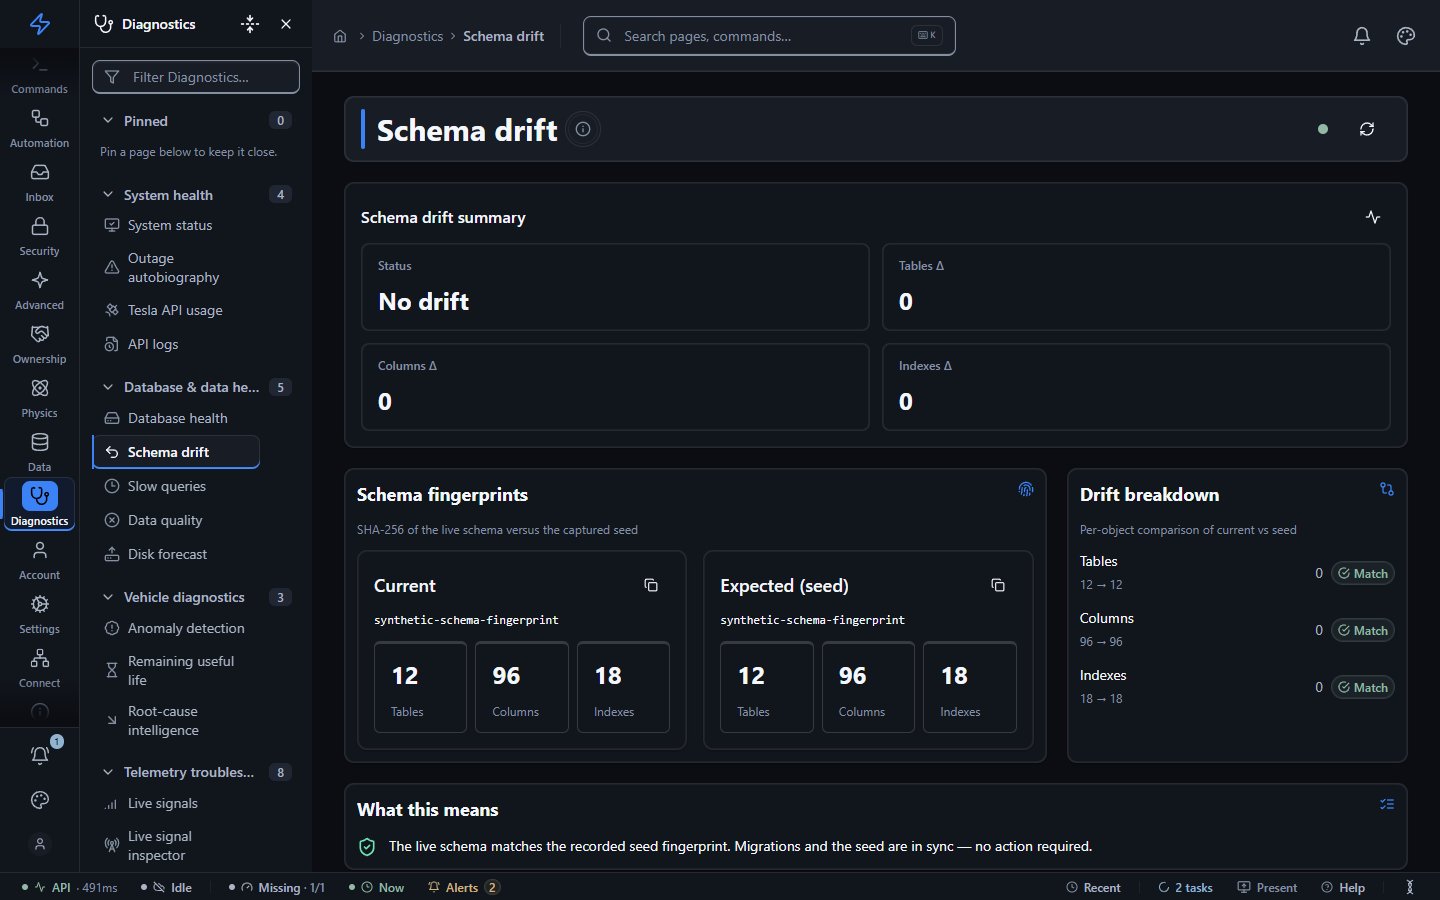 Commands
Automation
Inbox
Security
Advanced
Ownership
Physics
Data
Diagnostics
Account
Settings
Connect
1
Diagnostics
Filter Diagnostics...
Pinned 0
Pin a page below to keep it close.
System health 4
System status
Outage
autobiography
Tesla API usage
API logs
Database & data he... 5
Database health
Schema drift
Slow queries
Data quality
Disk forecast
Vehicle diagnostics 3
Anomaly detection
Remaining useful
life
Root-cause
intelligence
Telemetry troubles... 8
Live signals
Live signal
inspector
Diagnostics Schema drift
Search pages, commands... K
Schema drift
Schema drift summary
Status
No drift
Tables Δ
0
Columns Δ
0
Indexes Δ
0
Schema fingerprints
SHA-256 of the live schema versus the captured seed
Current
synthetic-schema-fingerprint
12 96 18
Tables Columns Indexes
Expected (seed)
synthetic-schema-fingerprint
12 96 18
Tables Columns Indexes
Drift breakdown
Per-object comparison of current vs seed
Tables
12 → 12
0 Match
Columns
96 → 96
0 Match
Indexes
18 → 18
0 Match
What this means
The live schema matches the recorded seed fingerprint. Migrations and the seed are in sync — no action required.
API · 491ms Idle Missing · 1/1 Now Alerts 2 Recent 2 tasks Present Help